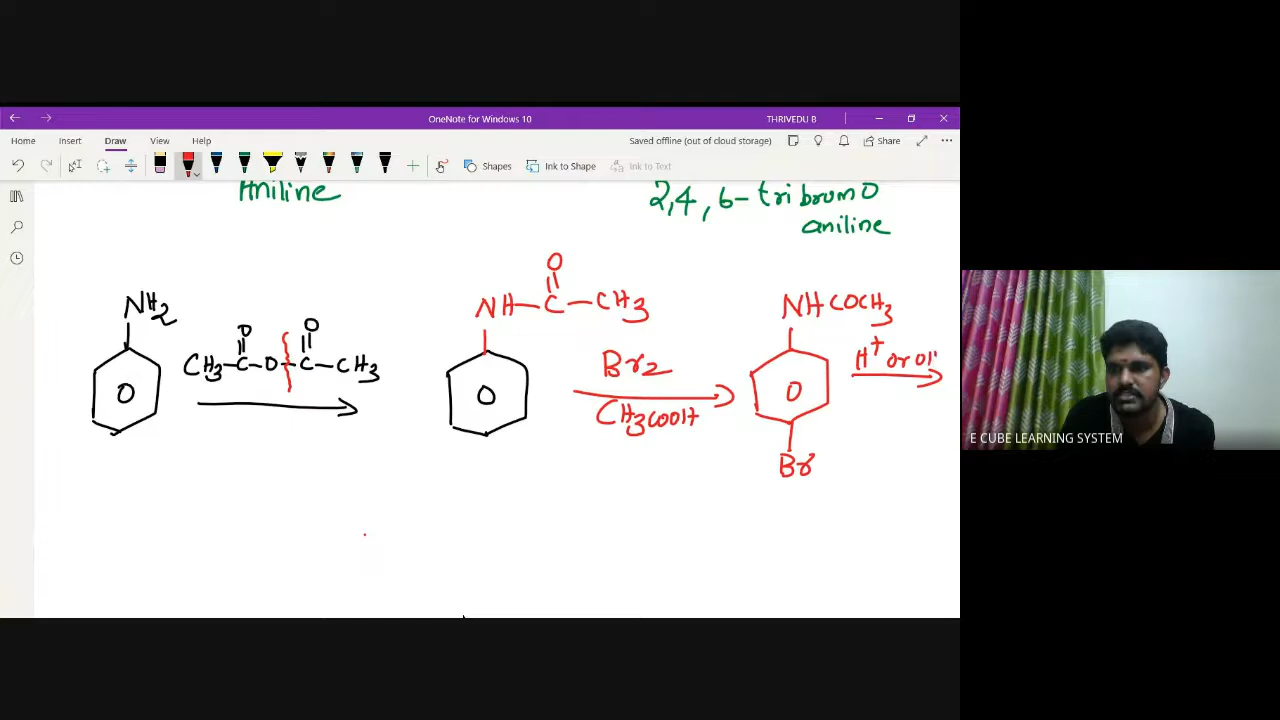 OneNote for Windows 10
THRIVEDU B
Home Insert Draw View Help
Saved offline (out of cloud storage)
Share
Shapes
Ink to Shape
Ink to Text
Aniline
2,4,6-tribromo
aniline
NH2
CH3-C-O-C-CH3
O O
NH-C-CH3
O
Br2
CH3COOH
NHCOCH3
H+ or OH-
Br
E CUBE LEARNING SYSTEM